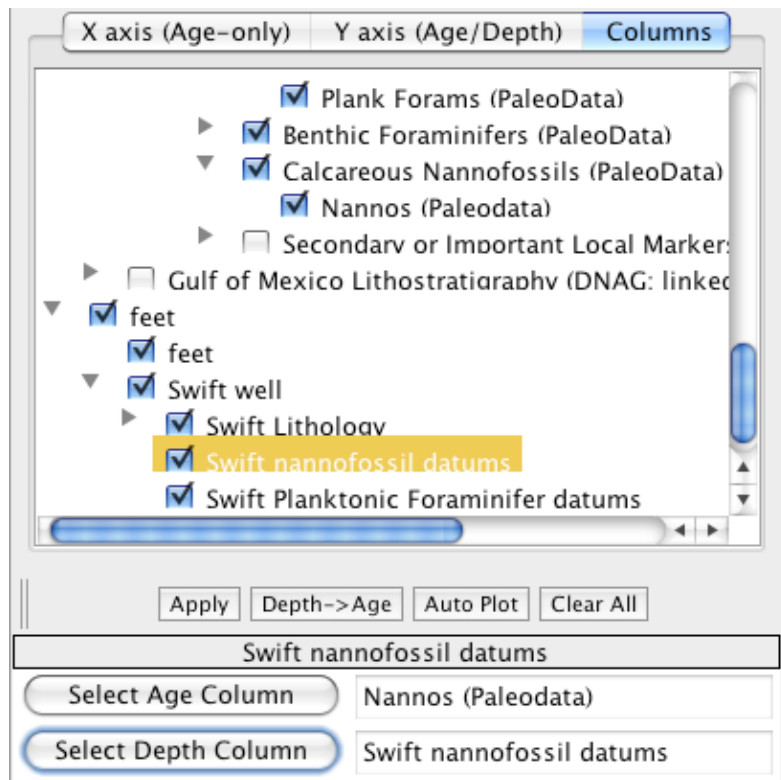 X axis (Age-only) Y axis (Age/Depth) Columns
Plank Forams (PaleoData)
Benthic Foraminifers (PaleoData)
Calcareous Nannofossils (PaleoData)
Nannos (Paleodata)
Secondary or Important Local Marker
Gulf of Mexico Lithostratigraphy (DNAG: linked
feet
feet
Swift well
Swift Lithology
Swift nannofossil datums
Swift Planktonic Foraminifer datums
Apply Depth->Age Auto Plot Clear All
Swift nannofossil datums
Select Age Column Nannos (Paleodata)
Select Depth Column Swift nannofossil datums